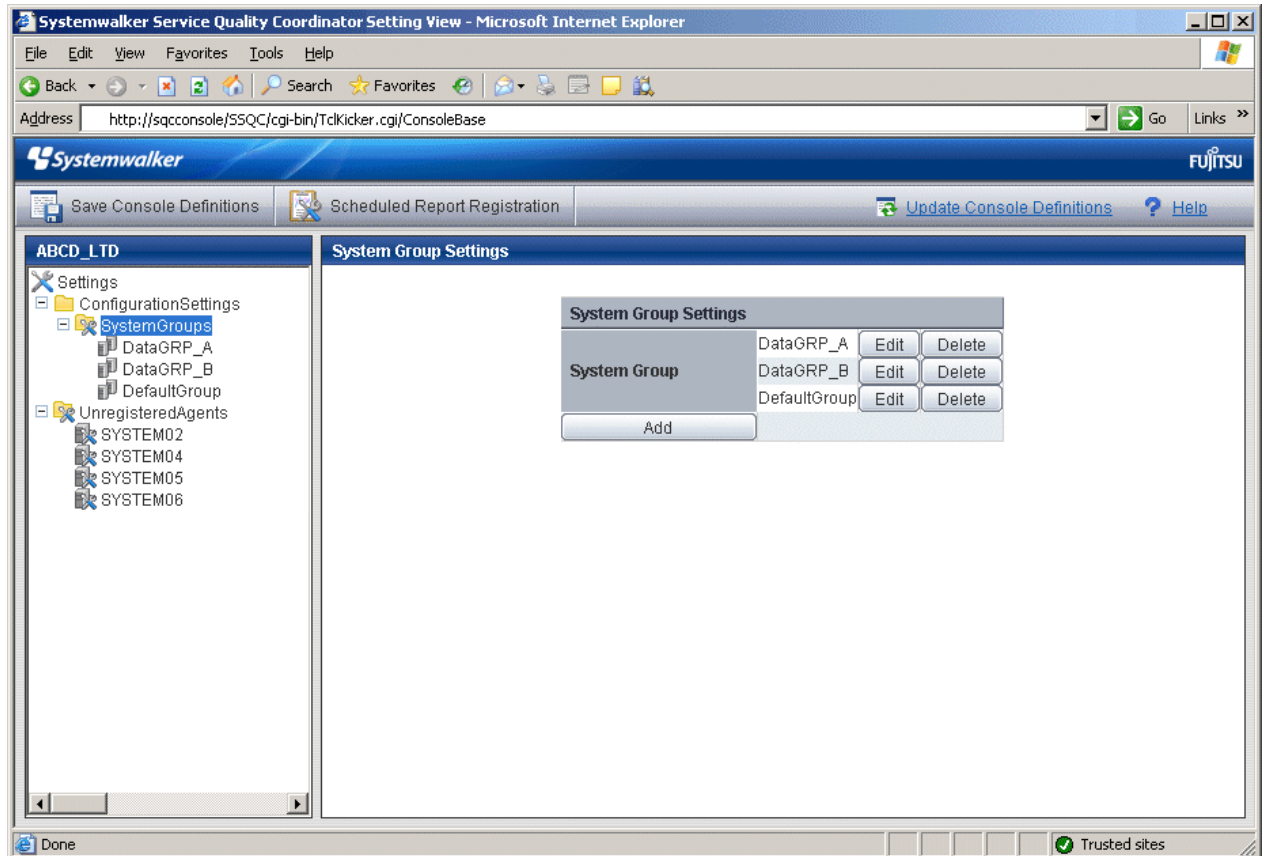 Systemwalker Service Quality Coordinator Setting View - Microsoft Internet Explorer
File Edit View Favorites Tools Help
Back Search Favorites
Address http://sqcconsole/SSQC/cgi-bin/TclKicker.cgi/ConsoleBase Go Links »
Systemwalker FUJITSU
Save Console Definitions Scheduled Report Registration Update Console Definitions ? Help
ABCD_LTD
Settings
ConfigurationSettings
SystemGroups
DataGRP_A
DataGRP_B
DefaultGroup
UnregisteredAgents
SYSTEM02
SYSTEM04
SYSTEM05
SYSTEM06
System Group Settings
System Group Settings
System Group
DataGRP_A Edit Delete
DataGRP_B Edit Delete
DefaultGroup Edit Delete
Add
Done Trusted sites